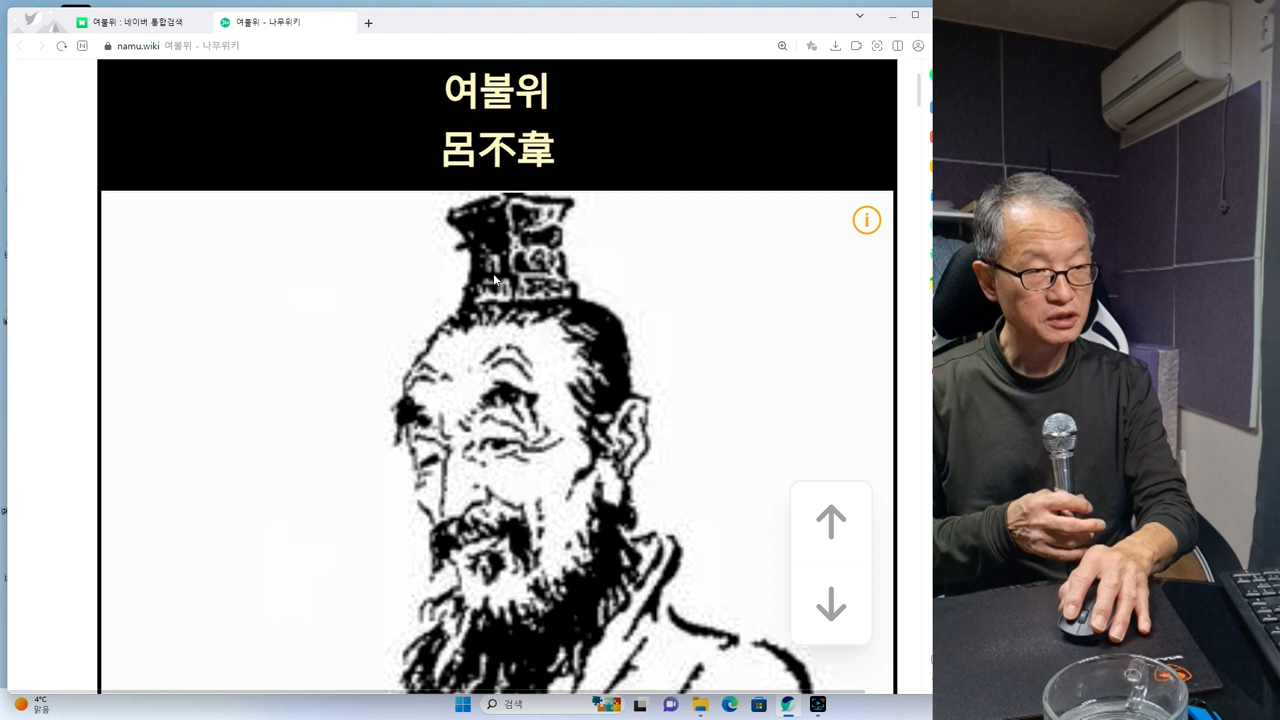 여불위 : 네이버 통합검색
여불위 - 나무위키
namu.wiki 여불위 - 나무위키
여불위
呂不韋
4°C
맑음
검색